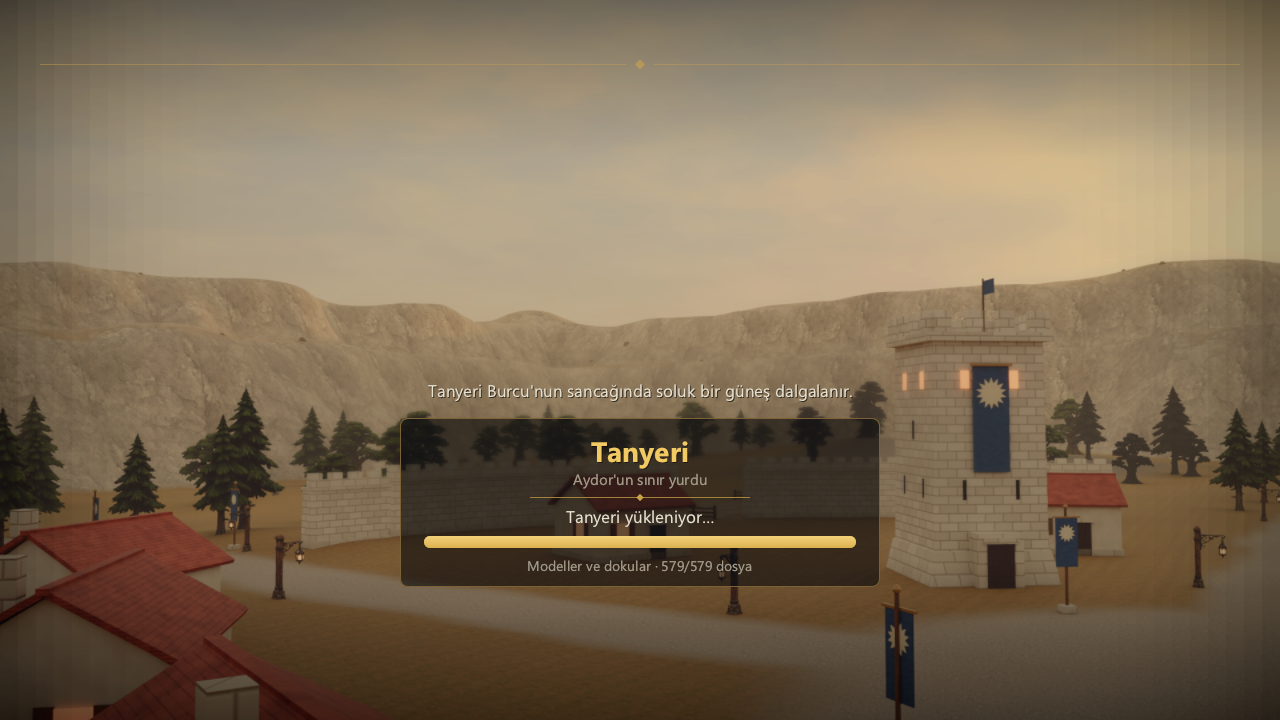 Tanyeri Burcu'nun sancağında soluk bir güneş dalgalanır.
Tanyeri
Aydor'un sınır yurdu
Tanyeri yükleniyor...
Modeller ve dokular · 579/579 dosya